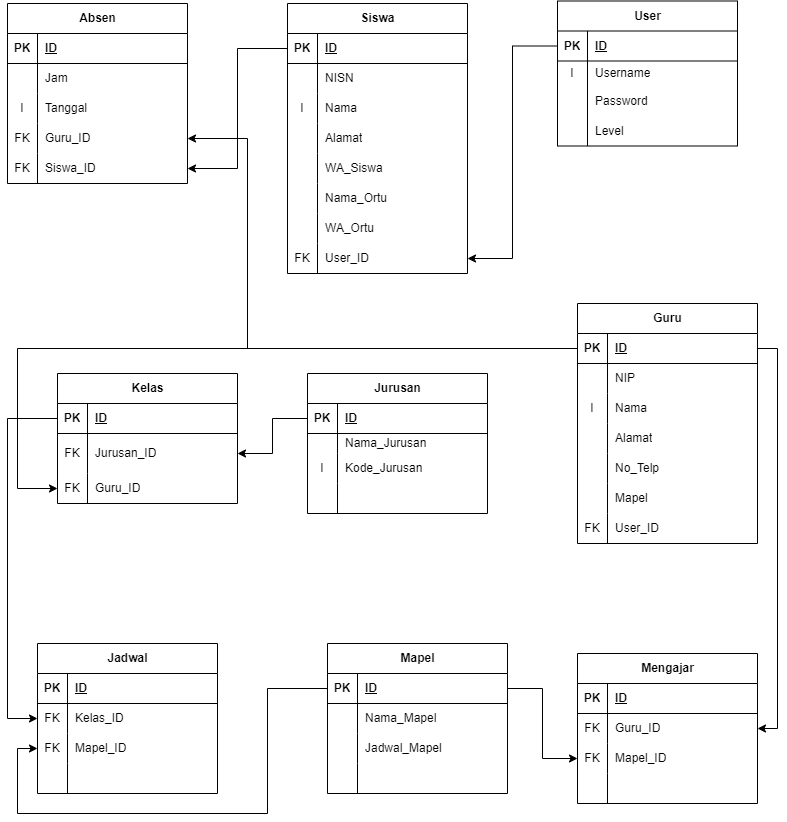 Absen
PK ID
Jam
I Tanggal
FK Guru_ID
FK Siswa_ID
Siswa
PK ID
NISN
I Nama
Alamat
WA_Siswa
Nama_Ortu
WA_Ortu
FK User_ID
User
PK ID
I Username
Password
Level
Guru
PK ID
NIP
I Nama
Alamat
No_Telp
Mapel
FK User_ID
Kelas
PK ID
FK Jurusan_ID
FK Guru_ID
Jurusan
PK ID
Nama_Jurusan
I Kode_Jurusan
Jadwal
PK ID
FK Kelas_ID
FK Mapel_ID
Mapel
PK ID
Nama_Mapel
Jadwal_Mapel
Mengajar
PK ID
FK Guru_ID
FK Mapel_ID